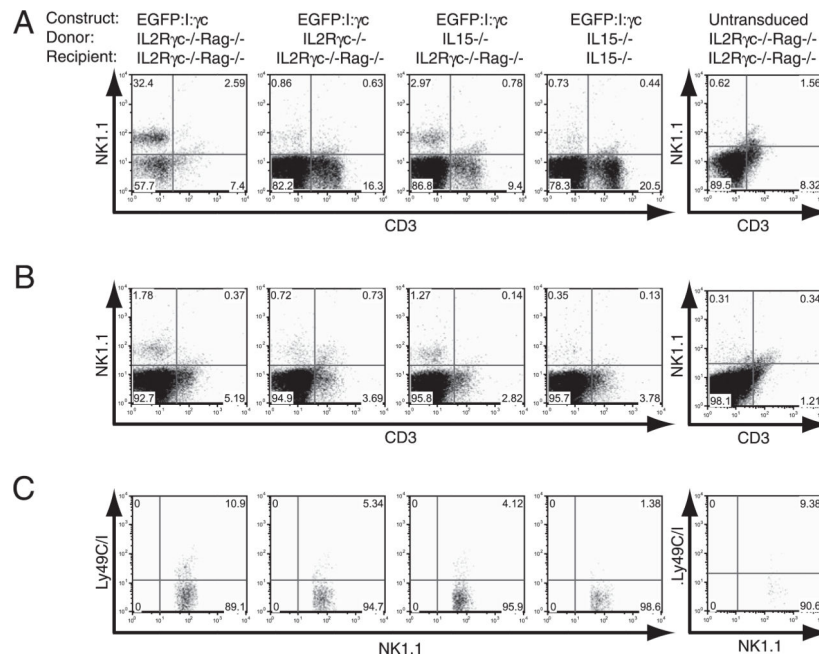 A
Construct: EGFP:I:γc EGFP:I:γc EGFP:I:γc EGFP:I:γc Untransduced
Donor: IL2Rγc-/-Rag-/- IL2Rγc-/- IL15-/- IL15-/- IL2Rγc-/-Rag-/-
Recipient: IL2Rγc-/-Rag-/- IL2Rγc-/-Rag-/- IL2Rγc-/-Rag-/- IL15-/- IL2Rγc-/-Rag-/-
32.4 2.59 0.86 0.63 2.97 0.78 0.73 0.44 0.62 1.56
NK1.1 NK1.1
57.7 7.4 82.2 16.3 86.8 9.4 78.3 20.5 89.5 8.32
CD3 CD3
B
1.78 0.37 0.72 0.73 1.27 0.14 0.35 0.13 0.31 0.34
NK1.1 NK1.1
92.7 5.19 94.9 3.69 95.8 2.82 95.7 3.78 98.1 1.21
CD3 CD3
C
0 10.9 0 5.34 0 4.12 0 1.38 0 9.38
Ly49C/I .Ly49C/I
0 89.1 0 94.7 0 95.9 0 98.6 0 90.6
NK1.1 NK1.1